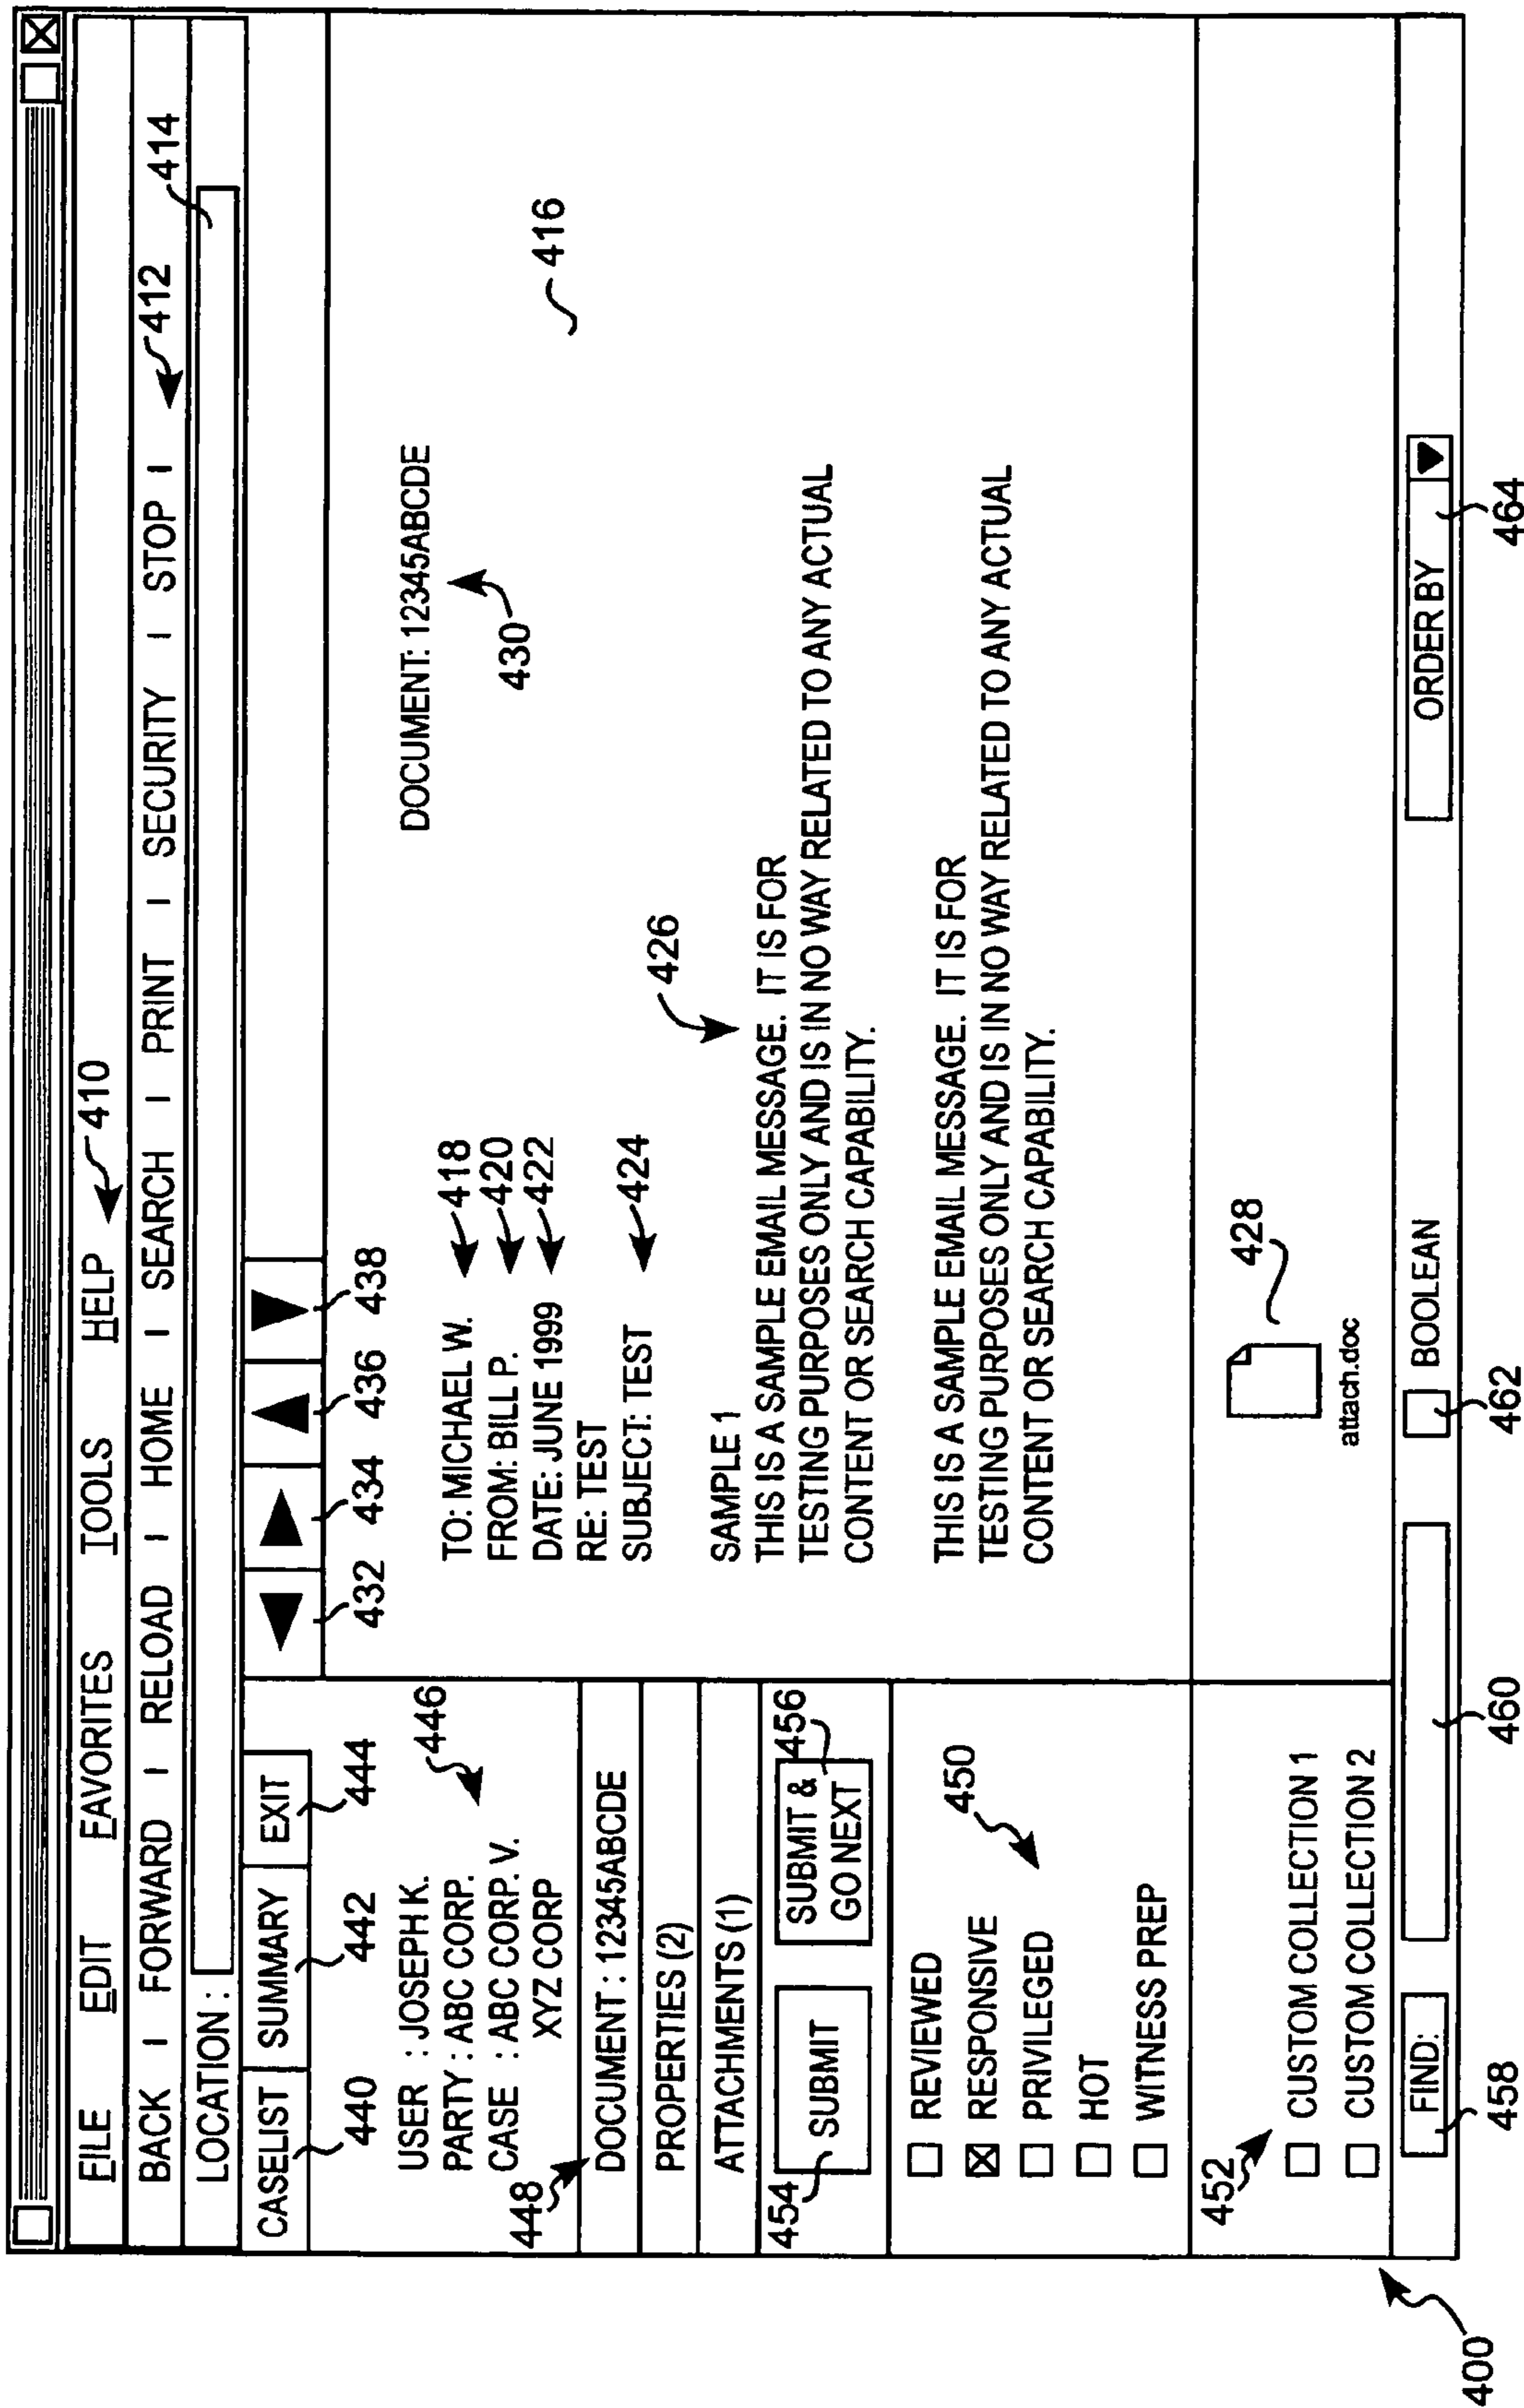 FILE EDIT FAVORITES TOOLS HELP 410
BACK | FORWARD | RELOAD | HOME | SEARCH | PRINT | SECURITY | STOP | 412
LOCATION : 414
CASELIST SUMMARY EXIT
440 442 444
432 434 436 438
USER : JOSEPH K.
PARTY : ABC CORP.
CASE : ABC CORP. V.
XYZ CORP
446
448
DOCUMENT : 12345ABCDE
PROPERTIES (2)
ATTACHMENTS (1)
454 SUBMIT
SUBMIT &
GO NEXT
456
REVIEWED
RESPONSIVE
PRIVILEGED
HOT
WITNESS PREP
450
452
CUSTOM COLLECTION 1
CUSTOM COLLECTION 2
DOCUMENT: 12345ABCDE
430
416
TO: MICHAEL W. 418
FROM: BILL P. 420
DATE: JUNE 1999 422
RE: TEST
SUBJECT: TEST 424
426
SAMPLE 1
THIS IS A SAMPLE EMAIL MESSAGE. IT IS FOR
TESTING PURPOSES ONLY AND IS IN NO WAY RELATED TO ANY ACTUAL
CONTENT OR SEARCH CAPABILITY.
THIS IS A SAMPLE EMAIL MESSAGE. IT IS FOR
TESTING PURPOSES ONLY AND IS IN NO WAY RELATED TO ANY ACTUAL
CONTENT OR SEARCH CAPABILITY.
428
attach.doc
FIND: BOOLEAN ORDER BY
458 460 462 464
400